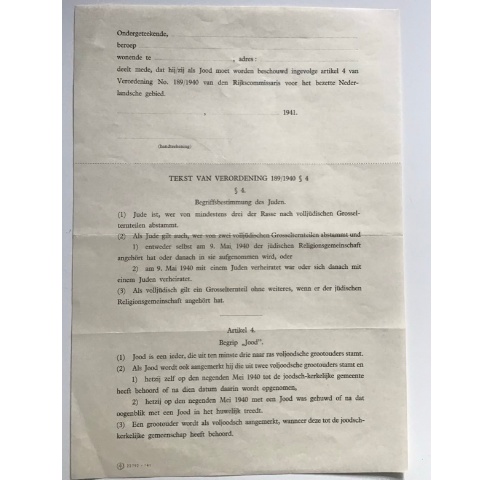 Ondergeteekende,
beroep
wonende te , adres:
deelt mede, dat hij/zij als Jood moet worden beschouwd ingevolge artikel 4 van
Verordening No. 189/1940 van den Rijkscommissaris voor het bezette Neder-
landsche gebied.
1941.
(handteekening)
TEKST VAN VERORDENING 189/1940 § 4
§ 4.
Begriffsbestimmung des Juden.
(1) Jude ist, wer von mindestens drei der Rasse nach volljüdischen Grossel-
ternteilen abstammt.
(2) Als Jude gilt auch, wer von zwei volljüdischen Grosselternteilen abstammt und
1) entweder selbst am 9. Mai 1940 der jüdischen Religionsgemeinschaft
angehört hat oder danach in sie aufgenommen wird, oder
2) am 9. Mai 1940 mit einem Juden verheiratet war oder sich danach mit
einem Juden verheiratet.
(3) Als volljüdisch gilt ein Grosselternteil ohne weiteres, wenn er der jüdischen
Religionsgemeinschaft angehört hat.
Artikel 4.
Begrip „Jood”.
(1) Jood is een ieder, die uit ten minste drie naar ras voljoodsche grootouders stamt.
(2) Als Jood wordt ook aangemerkt hij die uit twee voljoodsche grootouders stamt en
1) hetzij zelf op den negenden Mei 1940 tot de joodsch-kerkelijke gemeente
heeft behoord of na dien datum daarin wordt opgenomen,
2) hetzij op den negenden Mei 1940 met een Jood was gehuwd of na dat
oogenblik met een Jood in het huwelijk treedt.
(3) Een grootouder wordt als voljoodsch aangemerkt, wanneer deze tot de joodsch-
kerkelijke gemeenschap heeft behoord.